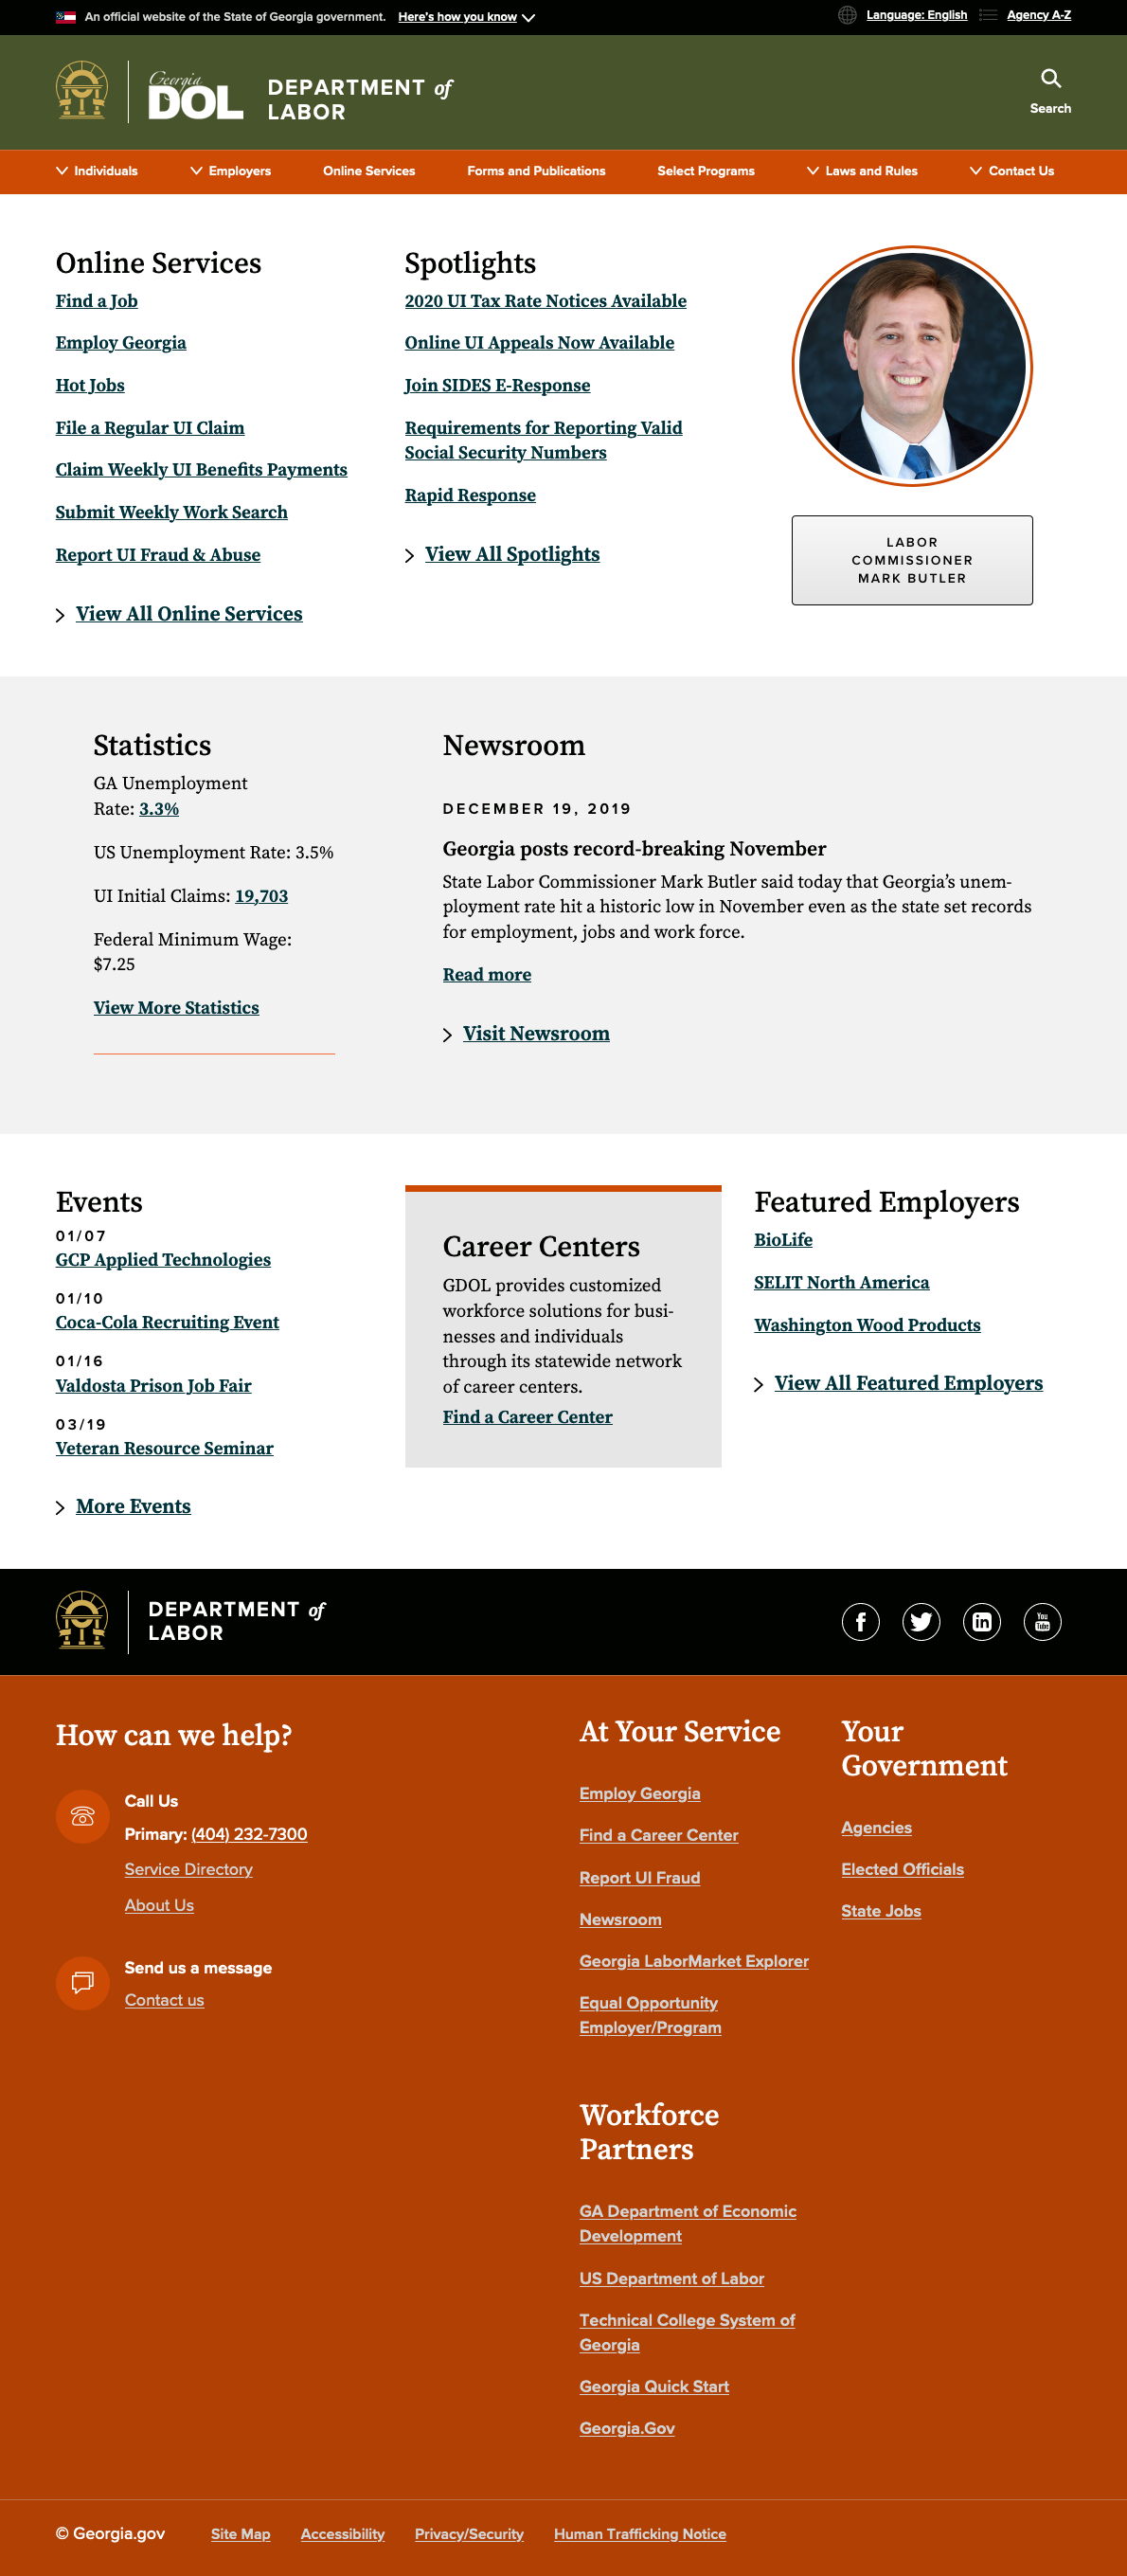 An official website of the State of Georgia government. Here's how you know
Language: English Agency A-Z
Georgia
DOL
DEPARTMENT of
LABOR
Search
Individuals Employers Online Services Forms and Publications Select Programs Laws and Rules Contact Us
Online Services
Find a Job
Employ Georgia
Hot Jobs
File a Regular UI Claim
Claim Weekly UI Benefits Payments
Submit Weekly Work Search
Report UI Fraud & Abuse
View All Online Services
Spotlights
2020 UI Tax Rate Notices Available
Online UI Appeals Now Available
Join SIDES E-Response
Requirements for Reporting Valid
Social Security Numbers
Rapid Response
View All Spotlights
LABOR
COMMISSIONER
MARK BUTLER
Statistics
GA Unemployment
Rate: 3.3%
US Unemployment Rate: 3.5%
UI Initial Claims: 19,703
Federal Minimum Wage:
$7.25
View More Statistics
Newsroom
DECEMBER 19, 2019
Georgia posts record-breaking November
State Labor Commissioner Mark Butler said today that Georgia’s unem-
ployment rate hit a historic low in November even as the state set records
for employment, jobs and work force.
Read more
Visit Newsroom
Events
01/07
GCP Applied Technologies
01/10
Coca-Cola Recruiting Event
01/16
Valdosta Prison Job Fair
03/19
Veteran Resource Seminar
More Events
Career Centers
GDOL provides customized
workforce solutions for busi-
nesses and individuals
through its statewide network
of career centers.
Find a Career Center
Featured Employers
BioLife
SELIT North America
Washington Wood Products
View All Featured Employers
DEPARTMENT of
LABOR
You
Tube
How can we help?
Call Us
Primary: (404) 232-7300
Service Directory
About Us
Send us a message
Contact us
At Your Service
Employ Georgia
Find a Career Center
Report UI Fraud
Newsroom
Georgia LaborMarket Explorer
Equal Opportunity
Employer/Program
Your
Government
Agencies
Elected Officials
State Jobs
Workforce
Partners
GA Department of Economic
Development
US Department of Labor
Technical College System of
Georgia
Georgia Quick Start
Georgia.Gov
© Georgia.gov Site Map Accessibility Privacy/Security Human Trafficking Notice